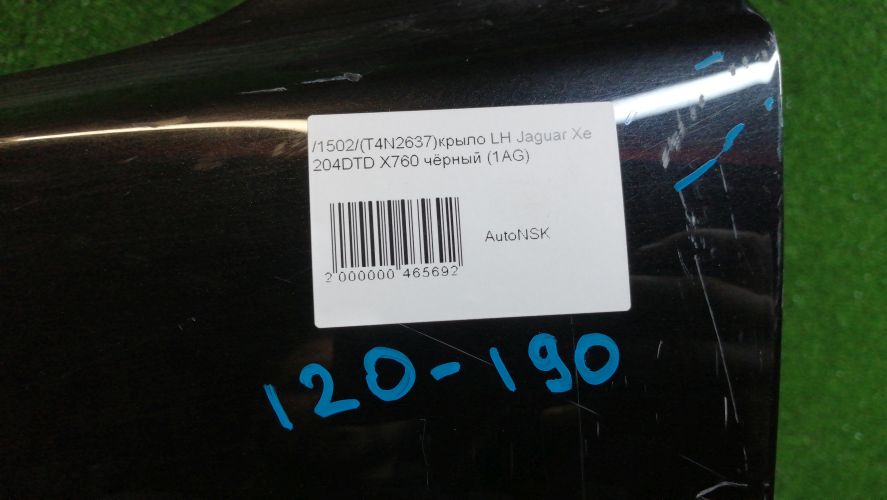 /1502/(T4N2637)крыло LH Jaguar Xe
204DTD X760 чёрный (1AG)
AutoNSK
2 000000 465692
120-190